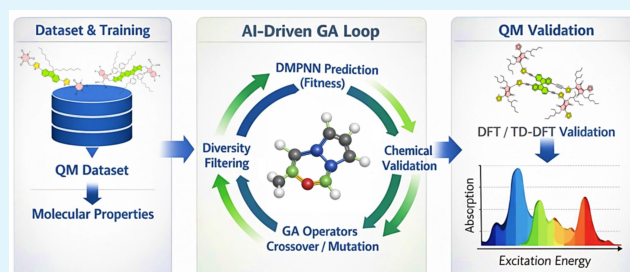 Dataset & Training
QM Dataset
Molecular Properties
AI-Driven GA Loop
DMPNN Prediction
(Fitness)
Diversity
Filtering
Chemical
Validation
GA Operators
Crossover / Mutation
QM Validation
DFT / TD-DFT Validation
Absorption
Excitation Energy